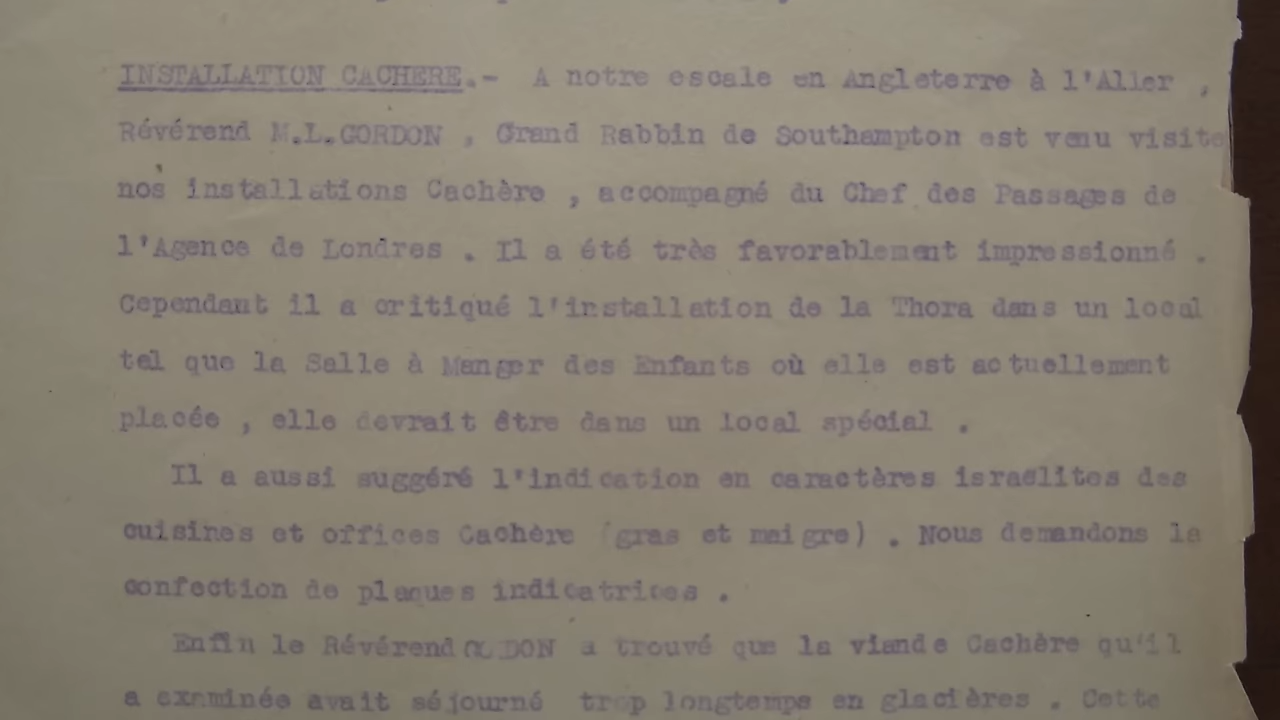 INSTALLATION CACHERE.- A notre escale en Angleterre à l'Aller ,
Révérend M.L.GORDON , Grand Rabbin de Southampton est venu visite
nos installations Cachère , accompagné du Chef des Passages de
l'Agence de Londres . Il a été très favorablement impressionné .
Cependant il a critiqué l'installation de la Thora dans un local
tel que la Salle à Manger des Enfants où elle est actuellement
placée , elle devrait être dans un local spécial .
Il a aussi suggéré l'indication en caractères israélites des
cuisines et offices Cachère (gras et maigre) . Nous demandons la
confection de plaques indicatrices .
Enfin le Révérend a trouvé que la viande Cachère qu'il
a examinée avait séjourné trop longtemps en glacières . Cette